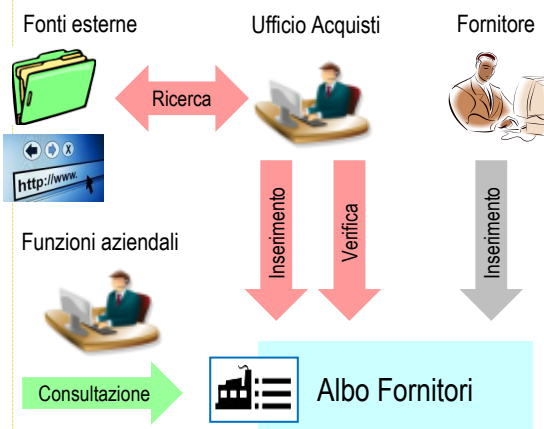 Fonti esterne
Ufficio Acquisti
Fornitore
Ricerca
http://www.
Inserimento
Verifica
Inserimento
Funzioni aziendali
Consultazione
Albo Fornitori